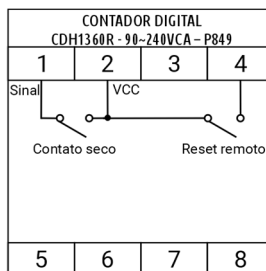 CONTADOR DIGITAL
CDH1360R - 90~240VCA – P849
1 2 3 4
Sinal VCC
Contato seco Reset remoto
5 6 7 8